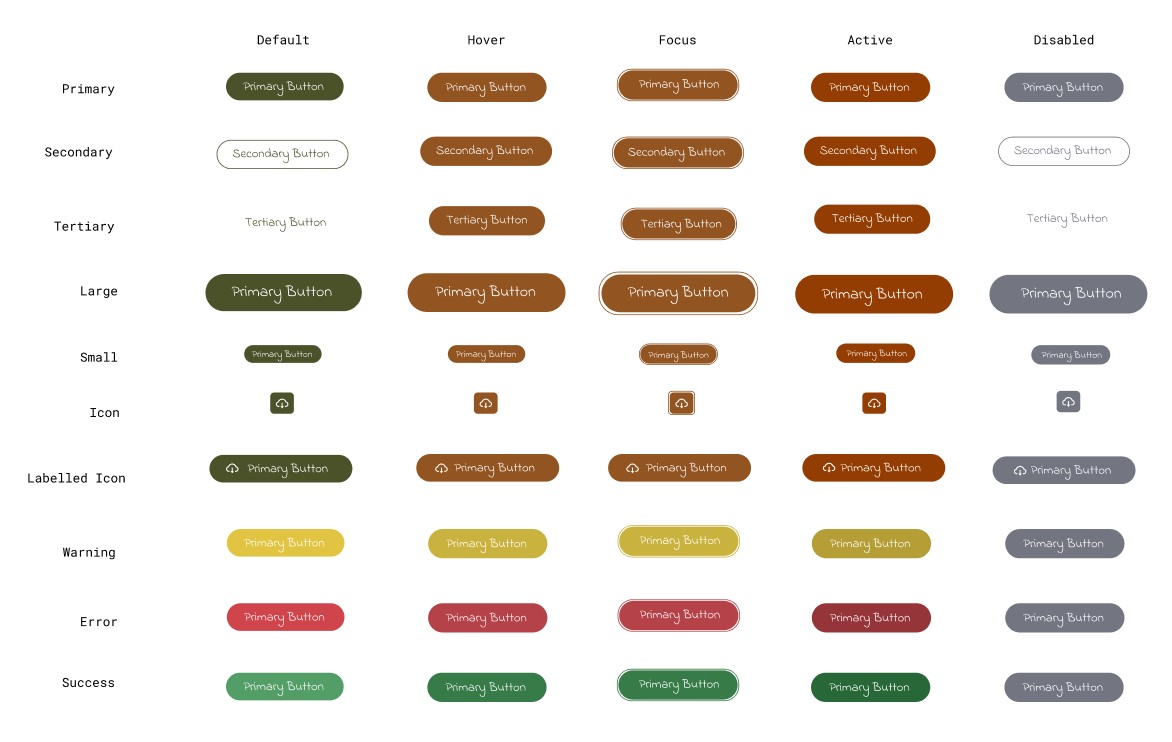 Default Hover Focus Active Disabled
Primary Primary Button Primary Button Primary Button Primary Button Primary Button
Secondary Secondary Button Secondary Button Secondary Button Secondary Button Secondary Button
Tertiary Tertiary Button Tertiary Button Tertiary Button Tertiary Button Tertiary Button
Large Primary Button Primary Button Primary Button Primary Button Primary Button
Small Primary Button Primary Button Primary Button Primary Button Primary Button
Icon
Labelled Icon Primary Button Primary Button Primary Button Primary Button Primary Button
Warning Primary Button Primary Button Primary Button Primary Button Primary Button
Error Primary Button Primary Button Primary Button Primary Button Primary Button
Success Primary Button Primary Button Primary Button Primary Button Primary Button